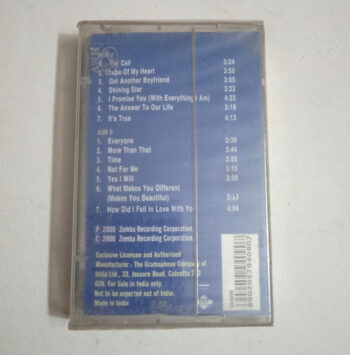 The Call 3:24
2. Shape Of My Heart 3:50
3. Get Another Boyfriend 3:05
4. Shining Star 3:22
5. I Promise You (With Everything I Am) 4:23
6. The Answer To Our Life 3:18
7. It's True 4:13
side b
1. Everyone 3:30
2. More Than That 3:44
3. Time 3:55
4. Not For Me 3:15
5. Yes I Will 3:50
6. What Makes You Different
(Makes You Beautiful)
7. How Did I Fall In Love With You 4:04
P 2000 Zomba Recording Corporation.
C 2000 Zomba Recording Corporation.
Exclusive Licensee and Authorised
Manufacturer - The Gramophone Company of
India Ltd., 33, Jessore Road, Calcutta 700
028. For Sale in India only.
Not to be exported out of India.
Made in India
8902057940907